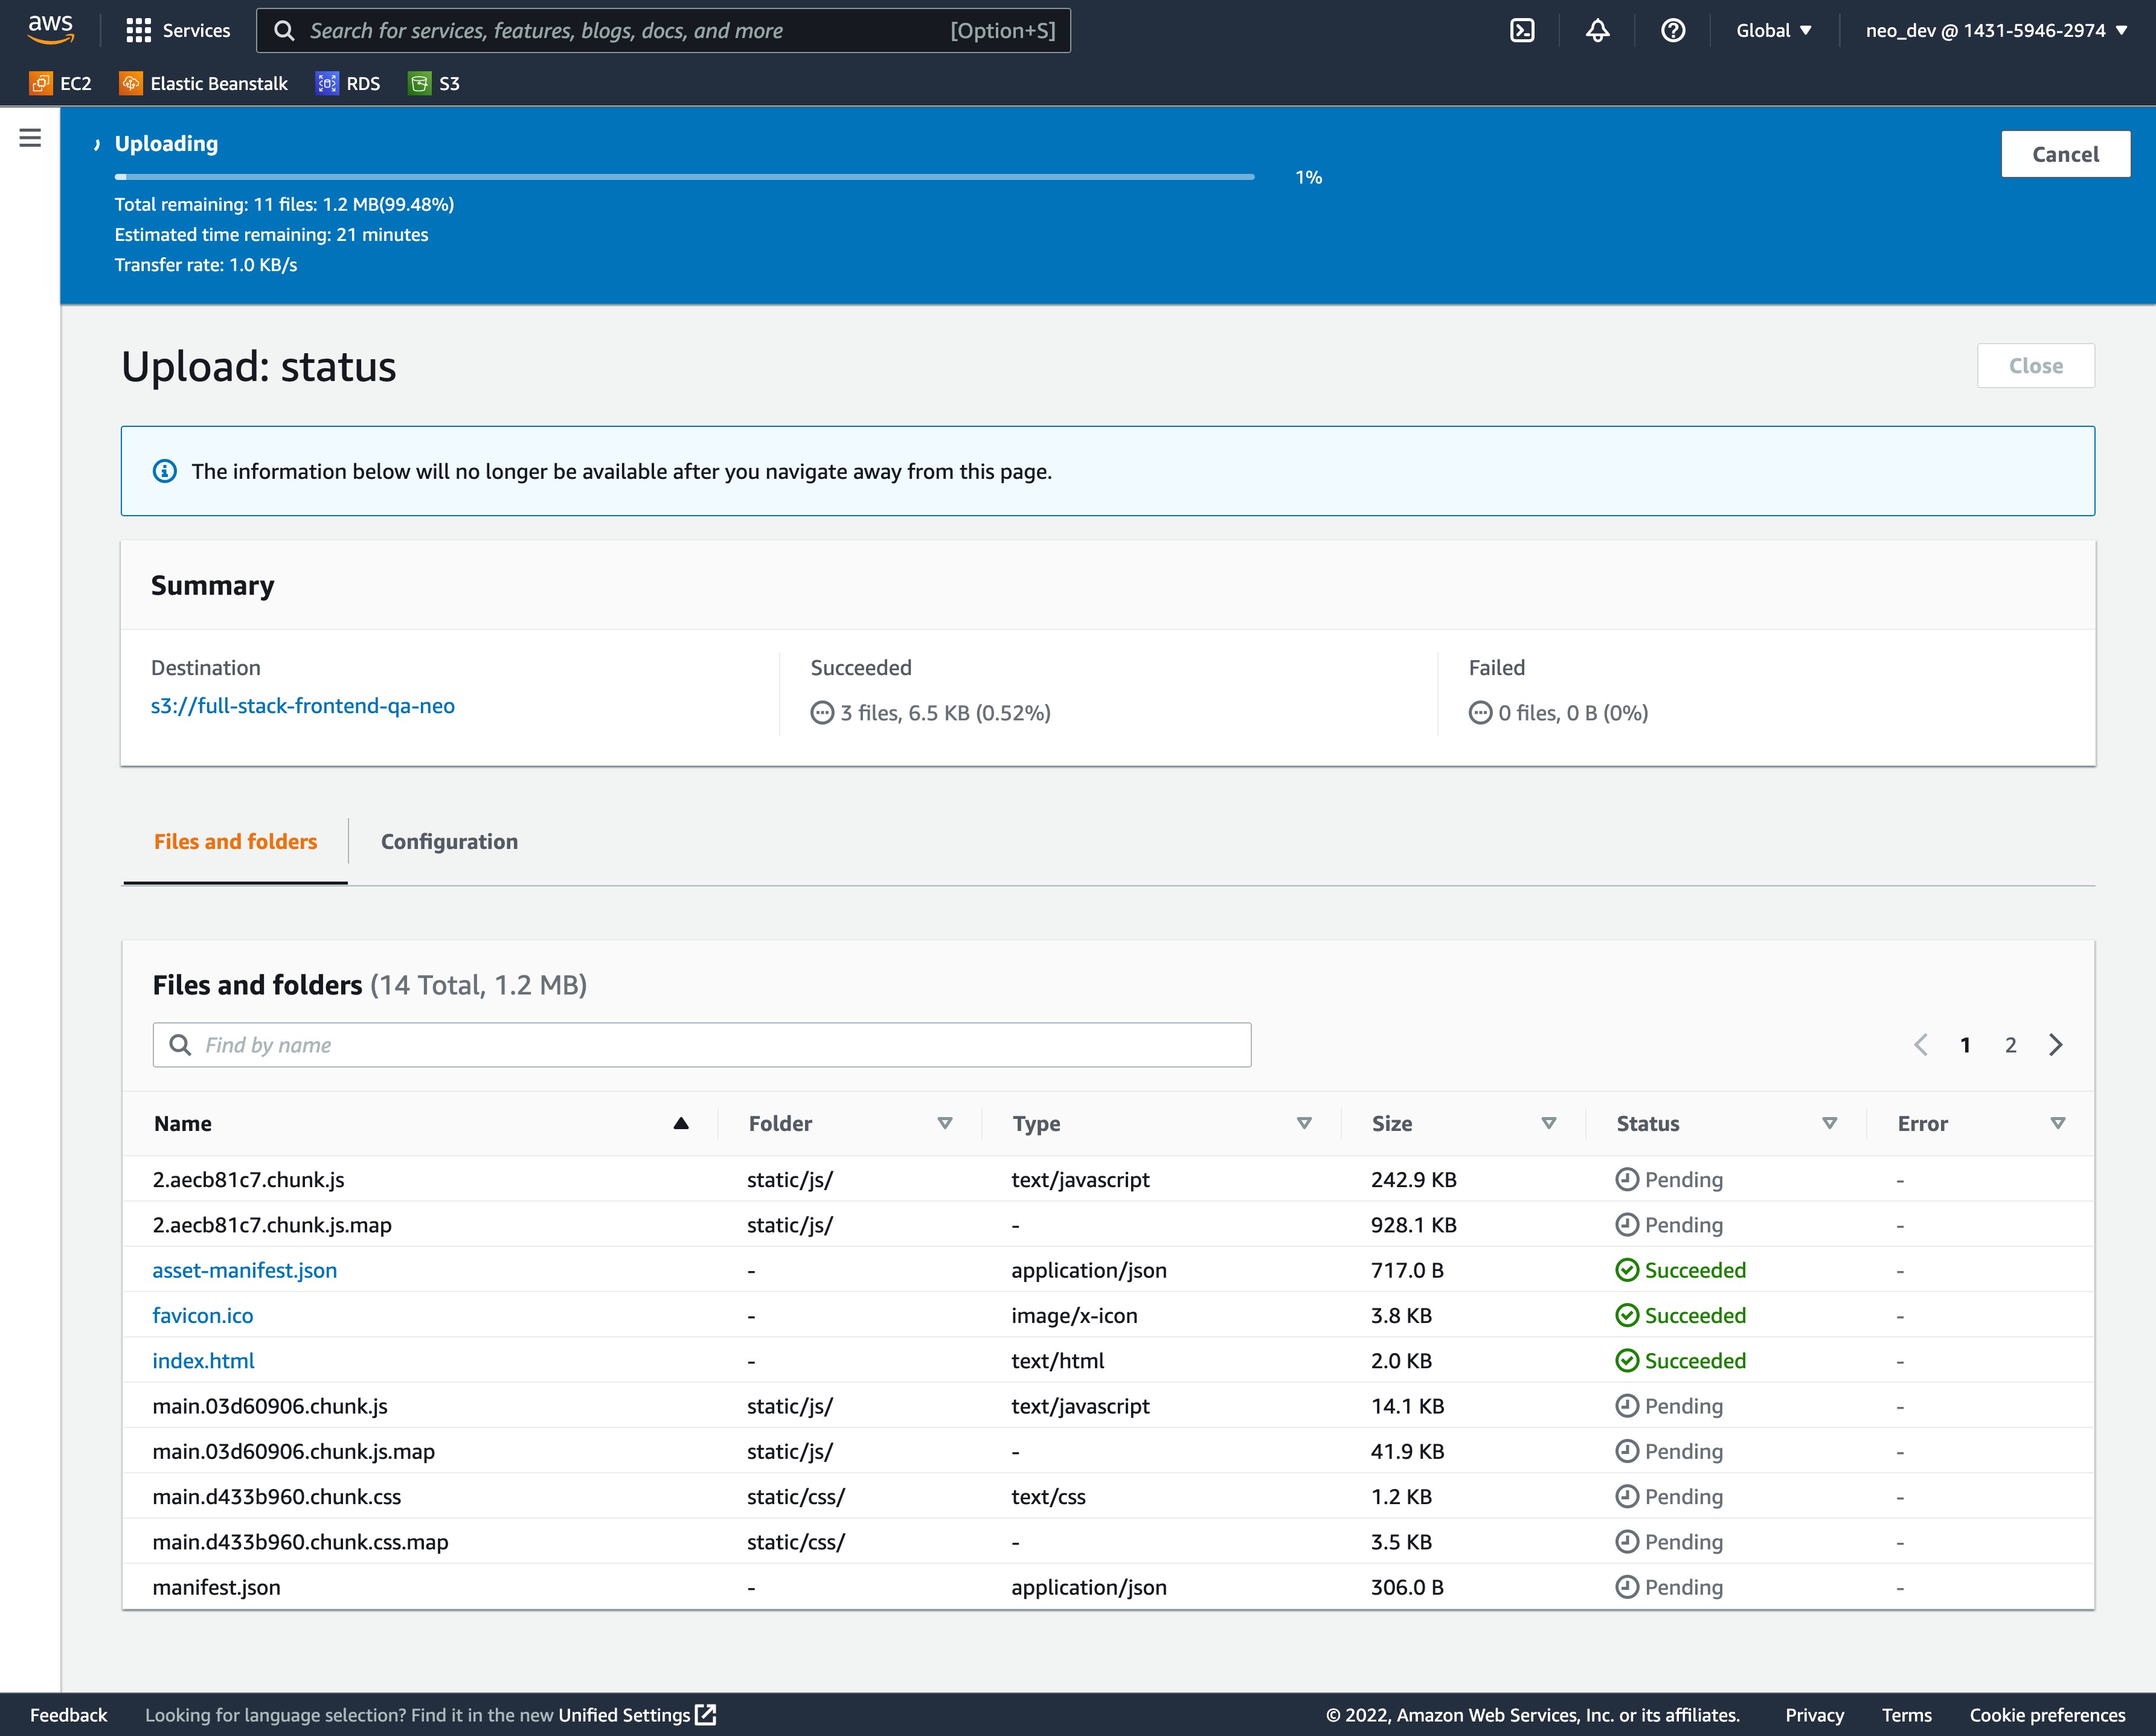 aws Services Search for services, features, blogs, docs, and more [Option+S] Global neo_dev @ 1431-5946-2974
EC2 Elastic Beanstalk RDS S3
Uploading
Cancel
1%
Total remaining: 11 files: 1.2 MB(99.48%)
Estimated time remaining: 21 minutes
Transfer rate: 1.0 KB/s
Upload: status
Close
The information below will no longer be available after you navigate away from this page.
Summary
Destination Succeeded Failed
s3://full-stack-frontend-qa-neo 3 files, 6.5 KB (0.52%) 0 files, 0 B (0%)
Files and folders Configuration
Files and folders (14 Total, 1.2 MB)
Find by name 1 2
Name Folder Type Size Status Error
2.aecb81c7.chunk.js static/js/ text/javascript 242.9 KB Pending -
2.aecb81c7.chunk.js.map static/js/ - 928.1 KB Pending -
asset-manifest.json - application/json 717.0 B Succeeded -
favicon.ico - image/x-icon 3.8 KB Succeeded -
index.html - text/html 2.0 KB Succeeded -
main.03d60906.chunk.js static/js/ text/javascript 14.1 KB Pending -
main.03d60906.chunk.js.map static/js/ - 41.9 KB Pending -
main.d433b960.chunk.css static/css/ text/css 1.2 KB Pending -
main.d433b960.chunk.css.map static/css/ - 3.5 KB Pending -
manifest.json - application/json 306.0 B Pending -
Feedback Looking for language selection? Find it in the new Unified Settings © 2022, Amazon Web Services, Inc. or its affiliates. Privacy Terms Cookie preferences